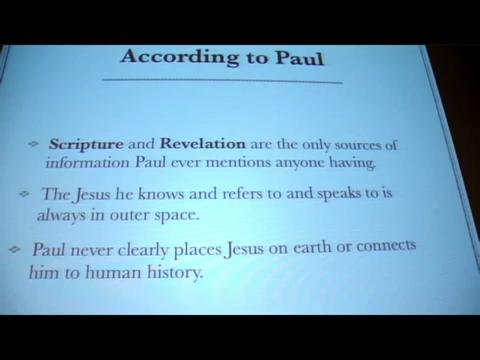 According to Paul
Scripture and Revelation are the only sources of
information Paul ever mentions anyone having.
The Jesus he knows and refers to and speaks to is
always in outer space.
Paul never clearly places Jesus on earth or connects
him to human history.